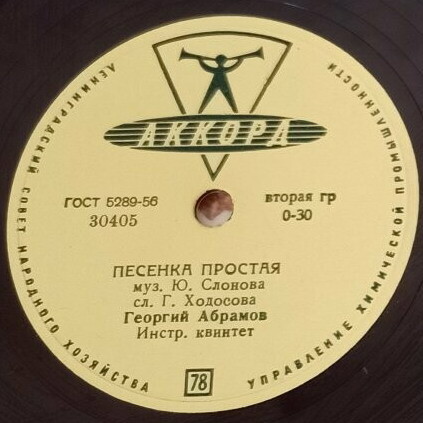 ЛЕНИНГРАДСКИЙ СОВЕТ НАРОДНОГО ХОЗЯЙСТВА
УПРАВЛЕНИЕ ХИМИЧЕСКОЙ ПРОМЫШЛЕННОСТИ
АККОРД
ГОСТ 5289-56
30405
вторая гр
0-30
ПЕСЕНКА ПРОСТАЯ
муз. Ю. Слонова
сл. Г. Ходосова
Георгий Абрамов
Инстр. квинтет
78